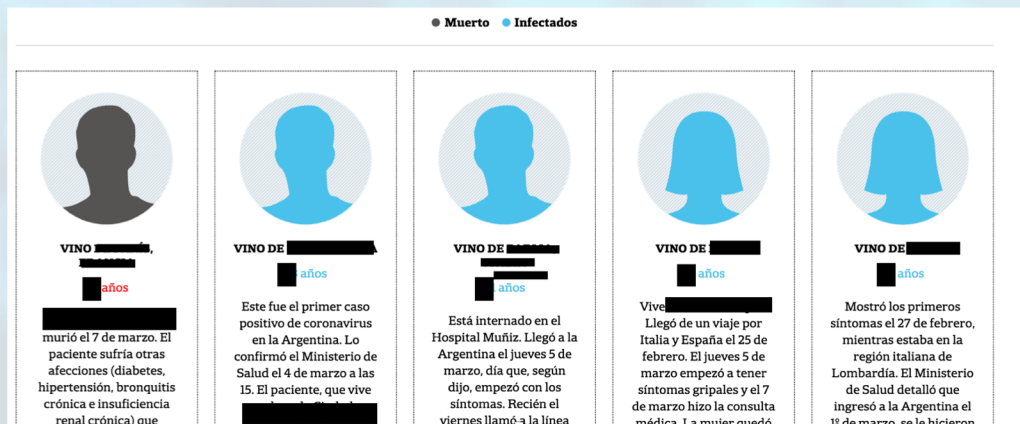 Muerto Infectados
VINO DE
años
murió el 7 de marzo. El
paciente sufría otras
afecciones (diabetes,
hipertensión, bronquitis
crónica e insuficiencia
renal crónica) que
VINO DE
años
Este fue el primer caso
positivo de coronavirus
en la Argentina. Lo
confirmó el Ministerio de
Salud el 4 de marzo a las
15. El paciente, que vive
VINO DE
años
Está internado en el
Hospital Muñiz. Llegó a la
Argentina el jueves 5 de
marzo, día que, según
dijo, empezó con los
síntomas. Recién el
viernes llamó a la línea
VINO DE
años
Vive
Llegó de un viaje por
Italia y España el 25 de
febrero. El jueves 5 de
marzo empezó a tener
síntomas gripales y el 7
de marzo hizo la consulta
médica. La mujer quedó
VINO DE
años
Mostró los primeros
síntomas el 27 de febrero,
mientras estaba en la
región italiana de
Lombardía. El Ministerio
de Salud detalló que
ingresó a la Argentina el
1º de marzo, se le hicieron